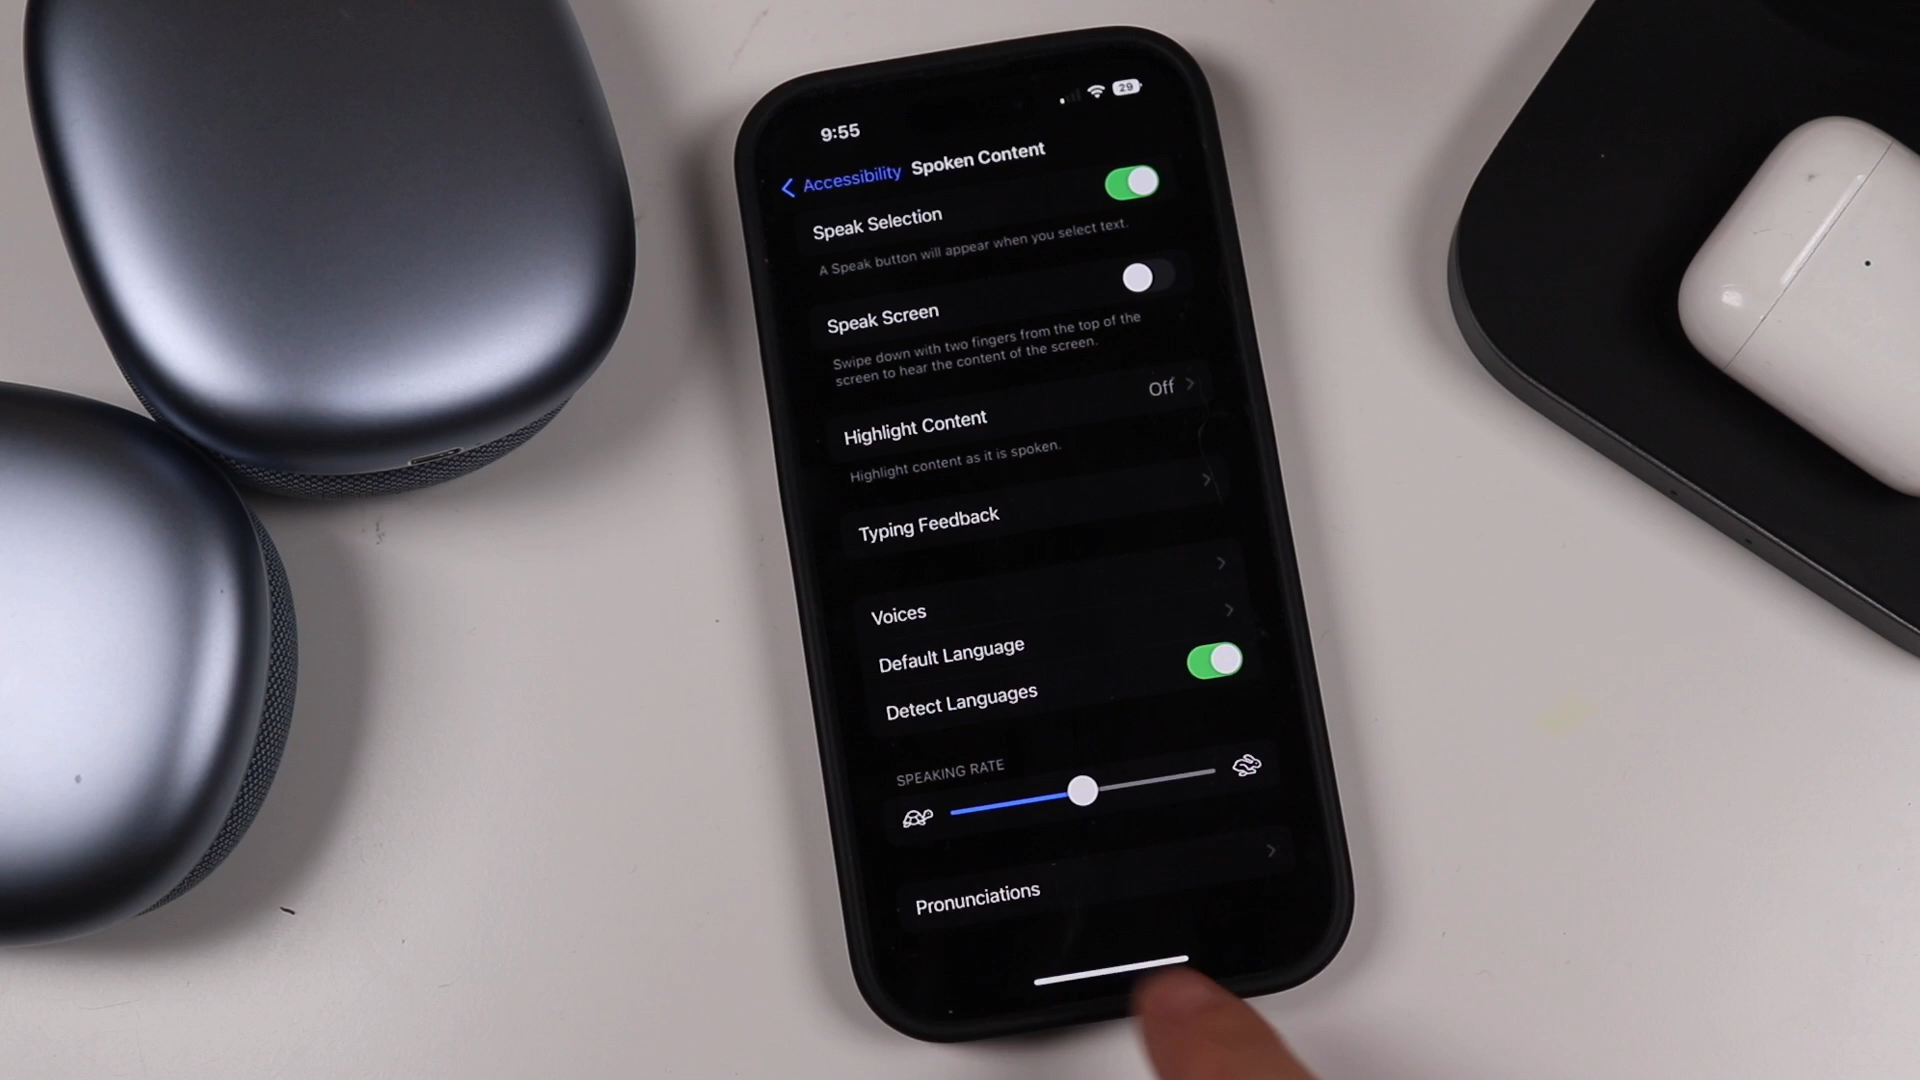 9:55
29
Accessibility
Spoken Content
Speak Selection
A Speak button will appear when you select text.
Speak Screen
Swipe down with two fingers from the top of the
screen to hear the content of the screen.
Highlight Content
Off
Highlight content as it is spoken.
Typing Feedback
Voices
Default Language
Detect Languages
SPEAKING RATE
Pronunciations